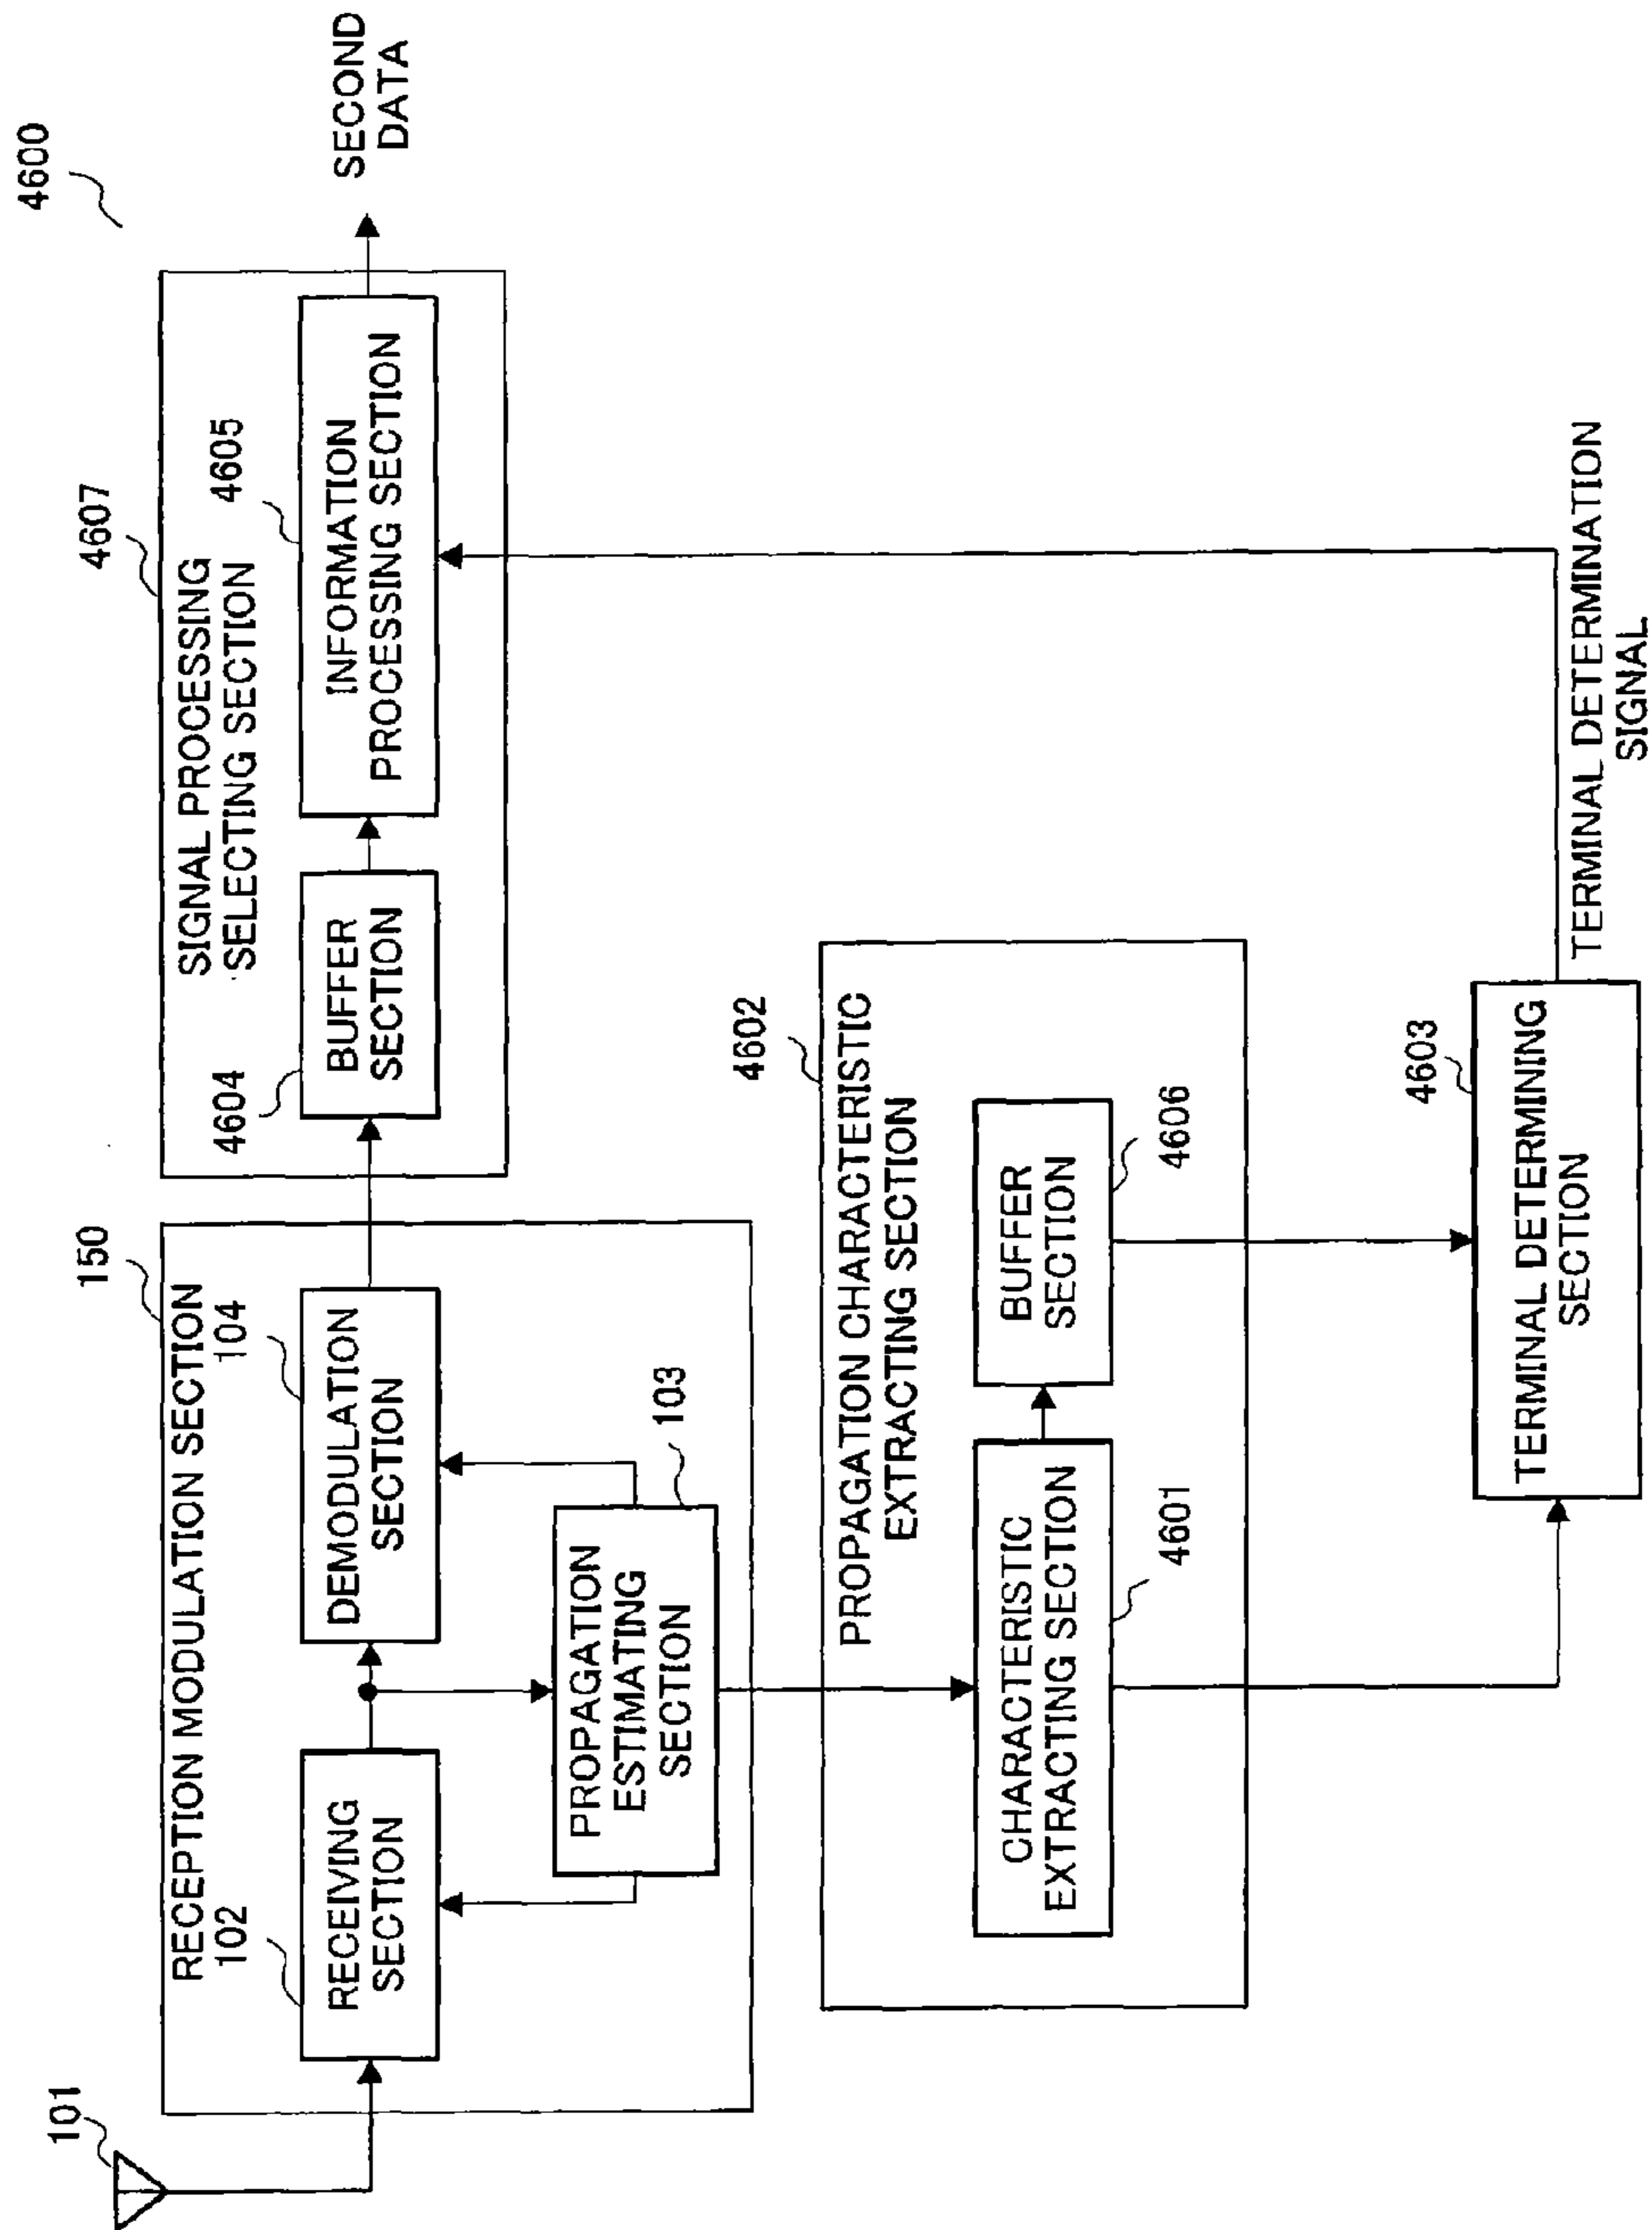 4600
101
150
RECEPTION MODULATION SECTION
102
104
RECEIVING
SECTION
DEMODULATION
SECTION
PROPAGATION
ESTIMATING
SECTION
103
4607
SIGNAL PROCESSING
SELECTING SECTION
4604
4605
BUFFER
SECTION
INFORMATION
PROCESSING SECTION
SECOND
DATA
4602
PROPAGATION CHARACTERISTIC
EXTRACTING SECTION
CHARACTERISTIC
EXTRACTING SECTION
4601
BUFFER
SECTION
4606
4603
TERMINAL DETERMINING
SECTION
TERMINAL DETERMINATION
SIGNAL